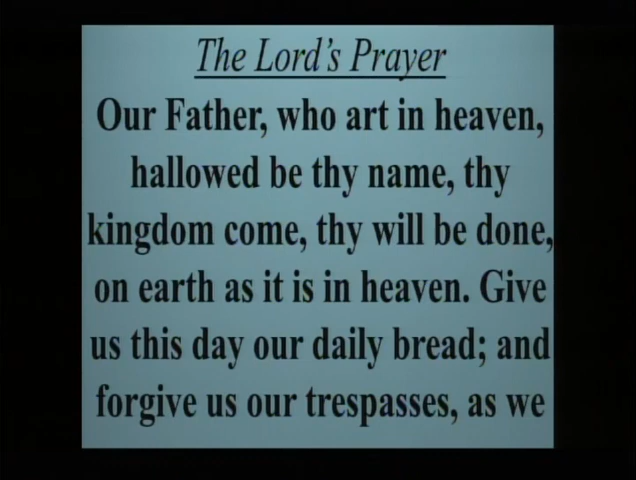 The Lord's Prayer
Our Father, who art in heaven,
hallowed be thy name, thy
kingdom come, thy will be done,
on earth as it is in heaven. Give
us this day our daily bread; and
forgive us our trespasses, as we